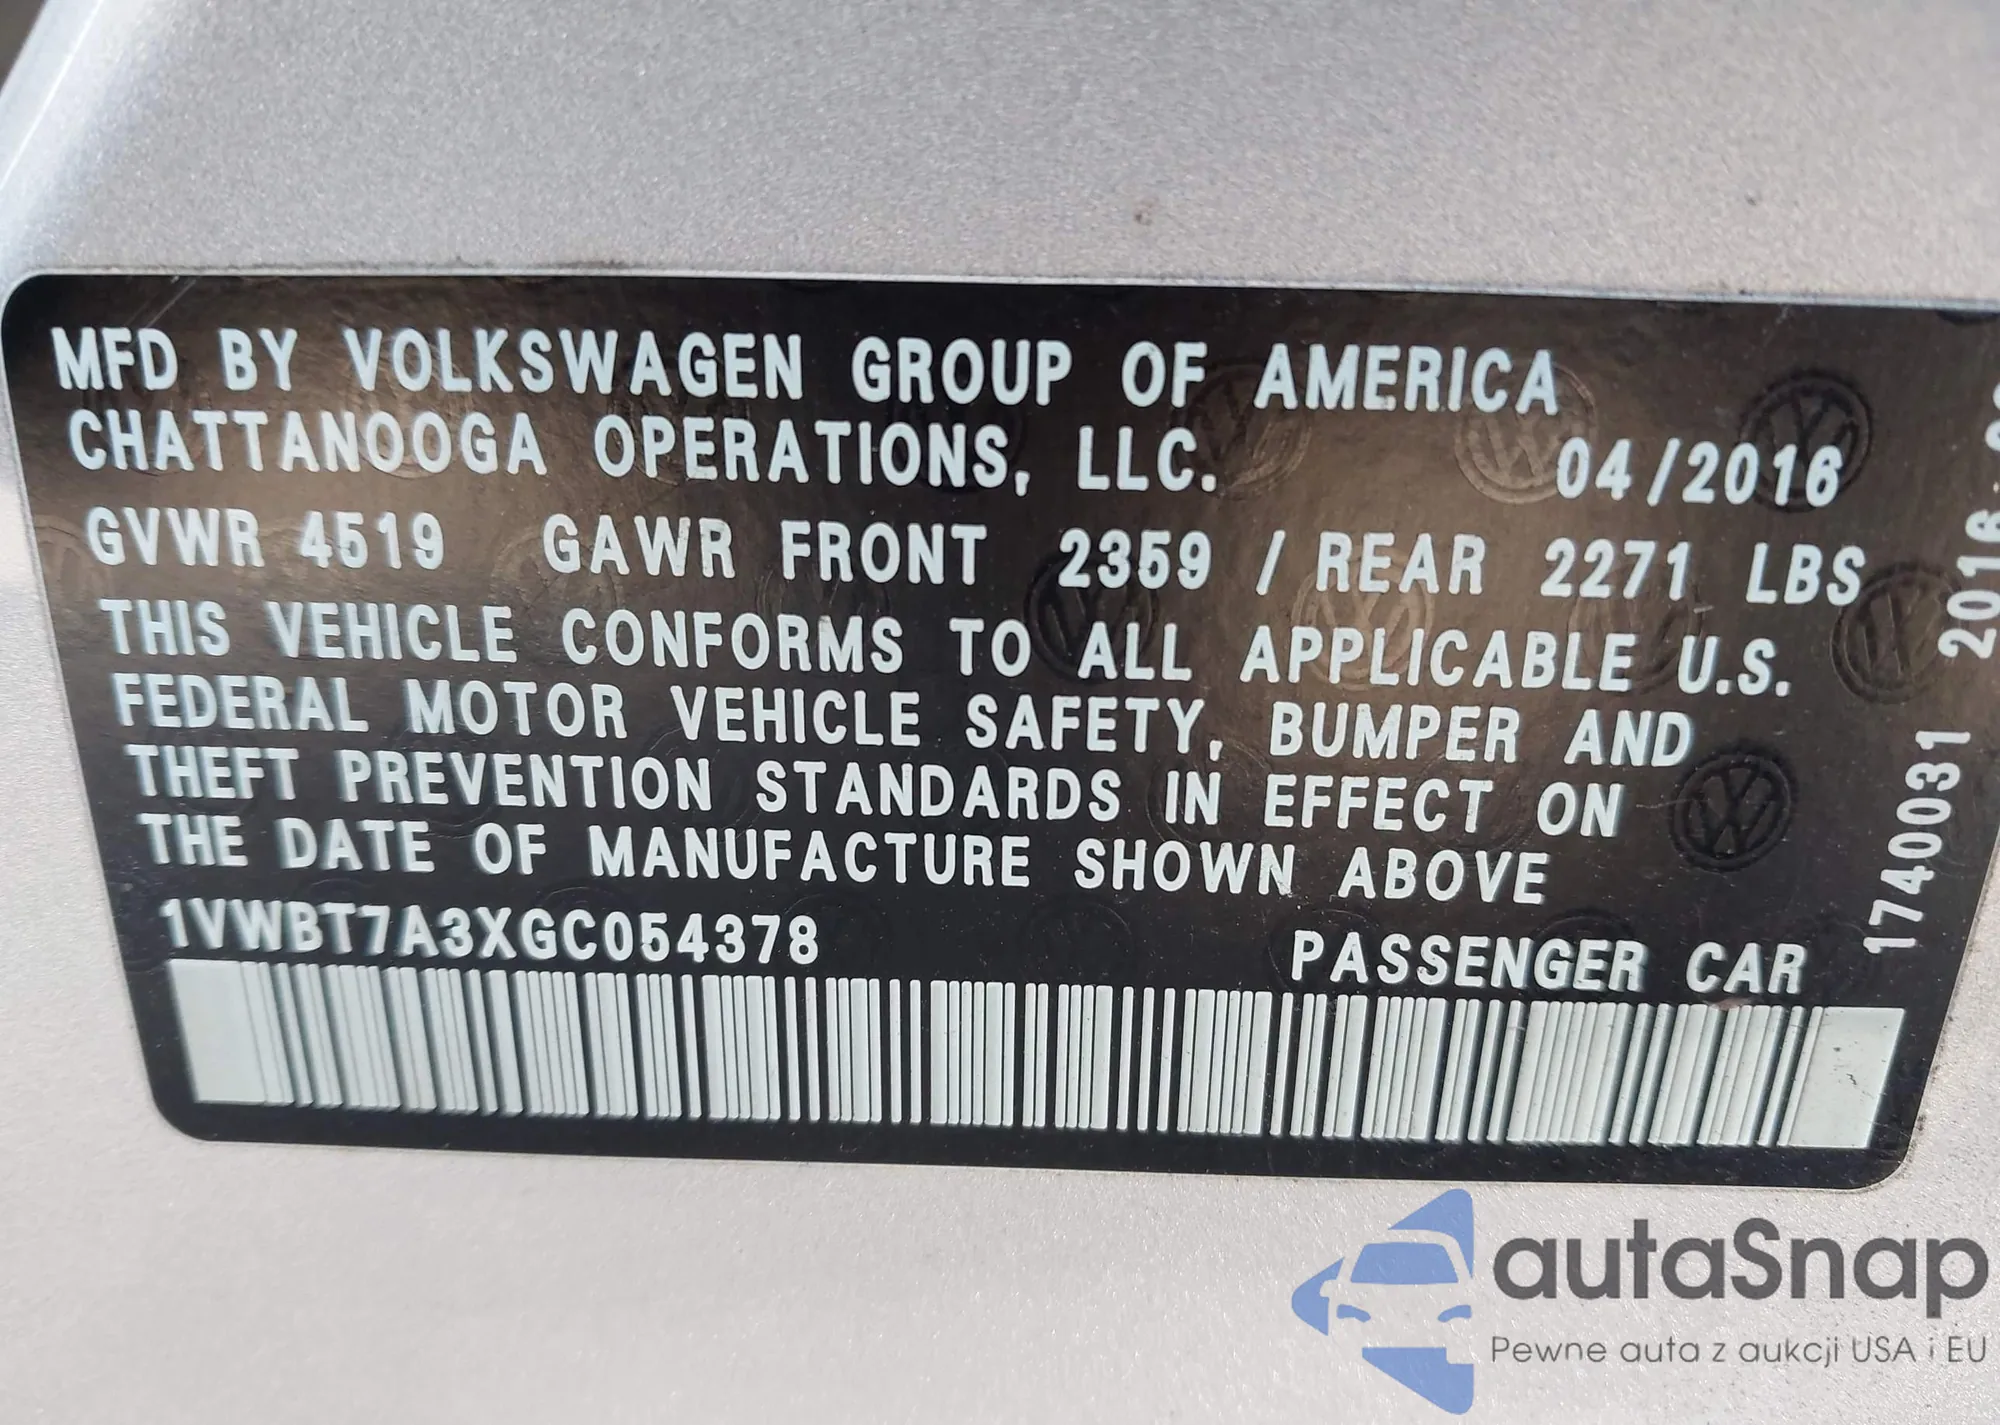 MFD BY VOLKSWAGEN GROUP OF AMERICA
CHATTANOOGA OPERATIONS, LLC. 04/2016
GVWR 4519 GAWR FRONT 2359 / REAR 2271 LBS
THIS VEHICLE CONFORMS TO ALL APPLICABLE U.S.
FEDERAL MOTOR VEHICLE SAFETY, BUMPER AND
THEFT PREVENTION STANDARDS IN EFFECT ON
THE DATE OF MANUFACTURE SHOWN ABOVE
1VWBT7A3XGC054378 PASSENGER CAR
1740031 2016
autaSnap
Pewne auta z aukcji USA i EU